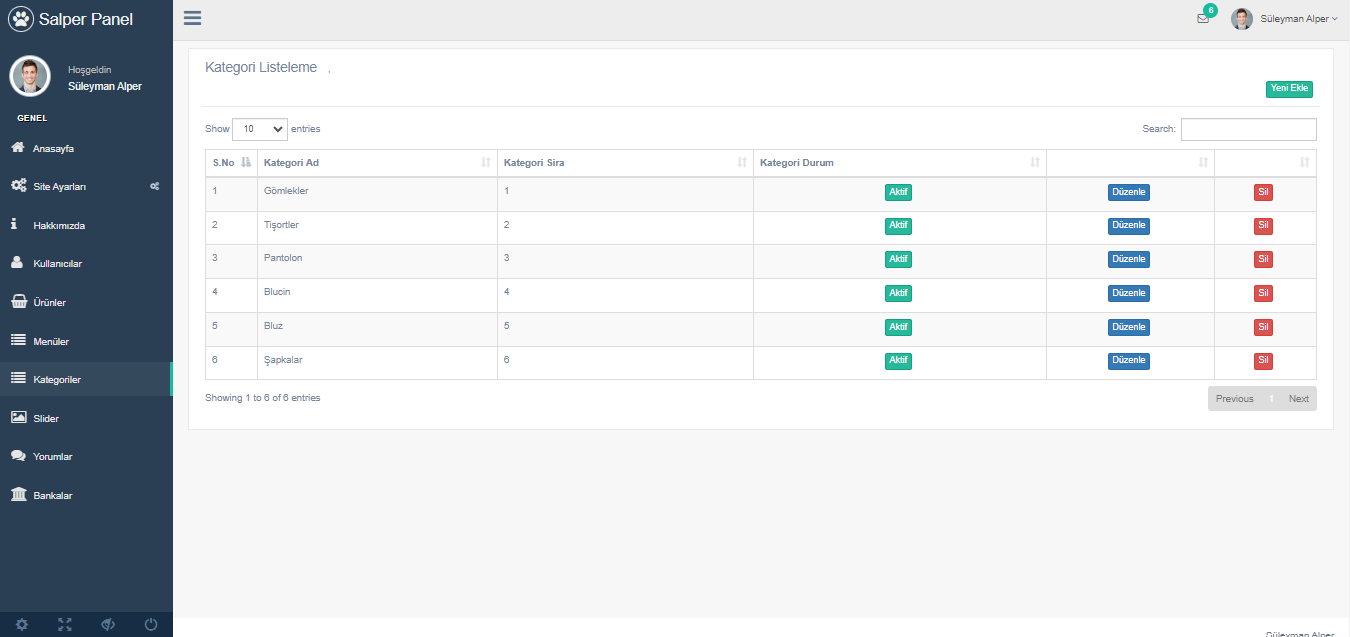 Salper Panel
6
Süleyman Alper
Hoşgeldin
Süleyman Alper
GENEL
Anasayfa
Site Ayarları
Hakkımızda
Kullanıcılar
Ürünler
Menüler
Kategoriler
Slider
Yorumlar
Bankalar
Kategori Listeleme .
Yeni Ekle
Show 10 entries
Search:
S.No Kategori Ad Kategori Sira Kategori Durum
1 Gömlekler 1 Aktif Düzenle Sil
2 Tişortler 2 Aktif Düzenle Sil
3 Pantolon 3 Aktif Düzenle Sil
4 Blucin 4 Aktif Düzenle Sil
5 Bluz 5 Aktif Düzenle Sil
6 Şapkalar 6 Aktif Düzenle Sil
Showing 1 to 6 of 6 entries
Previous 1 Next
Süleyman Alper